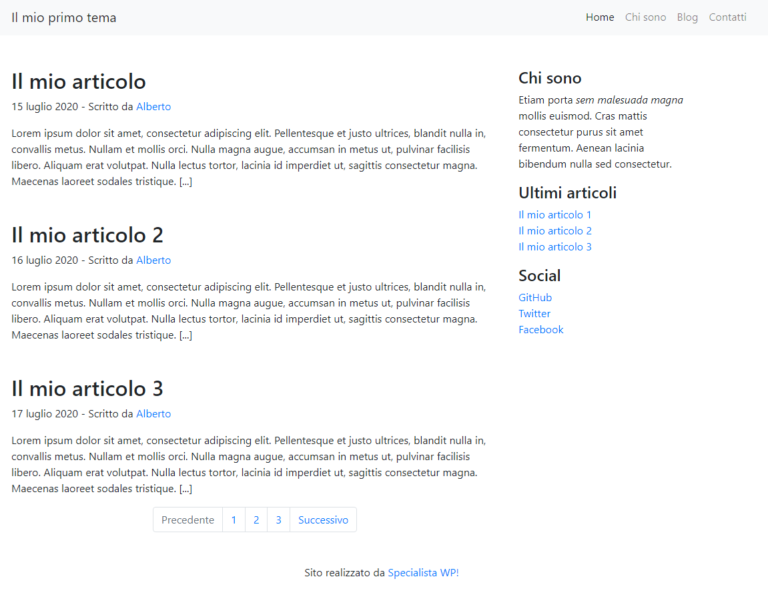 Il mio primo tema
Home Chi sono Blog Contatti
Il mio articolo
15 luglio 2020 - Scritto da Alberto
Lorem ipsum dolor sit amet, consectetur adipiscing elit. Pellentesque et justo ultrices, blandit nulla in,
convallis metus. Nullam et mollis orci. Nulla magna augue, accumsan in metus ut, pulvinar facilisis
libero. Aliquam erat volutpat. Nulla lectus tortor, lacinia id imperdiet ut, sagittis consectetur magna.
Maecenas laoreet sodales tristique. [...]
Il mio articolo 2
16 luglio 2020 - Scritto da Alberto
Lorem ipsum dolor sit amet, consectetur adipiscing elit. Pellentesque et justo ultrices, blandit nulla in,
convallis metus. Nullam et mollis orci. Nulla magna augue, accumsan in metus ut, pulvinar facilisis
libero. Aliquam erat volutpat. Nulla lectus tortor, lacinia id imperdiet ut, sagittis consectetur magna.
Maecenas laoreet sodales tristique. [...]
Il mio articolo 3
17 luglio 2020 - Scritto da Alberto
Lorem ipsum dolor sit amet, consectetur adipiscing elit. Pellentesque et justo ultrices, blandit nulla in,
convallis metus. Nullam et mollis orci. Nulla magna augue, accumsan in metus ut, pulvinar facilisis
libero. Aliquam erat volutpat. Nulla lectus tortor, lacinia id imperdiet ut, sagittis consectetur magna.
Maecenas laoreet sodales tristique. [...]
Precedente 1 2 3 Successivo
Chi sono
Etiam porta sem malesuada magna
mollis euismod. Cras mattis
consectetur purus sit amet
fermentum. Aenean lacinia
bibendum nulla sed consectetur.
Ultimi articoli
Il mio articolo 1
Il mio articolo 2
Il mio articolo 3
Social
GitHub
Twitter
Facebook
Sito realizzato da Specialista WP!